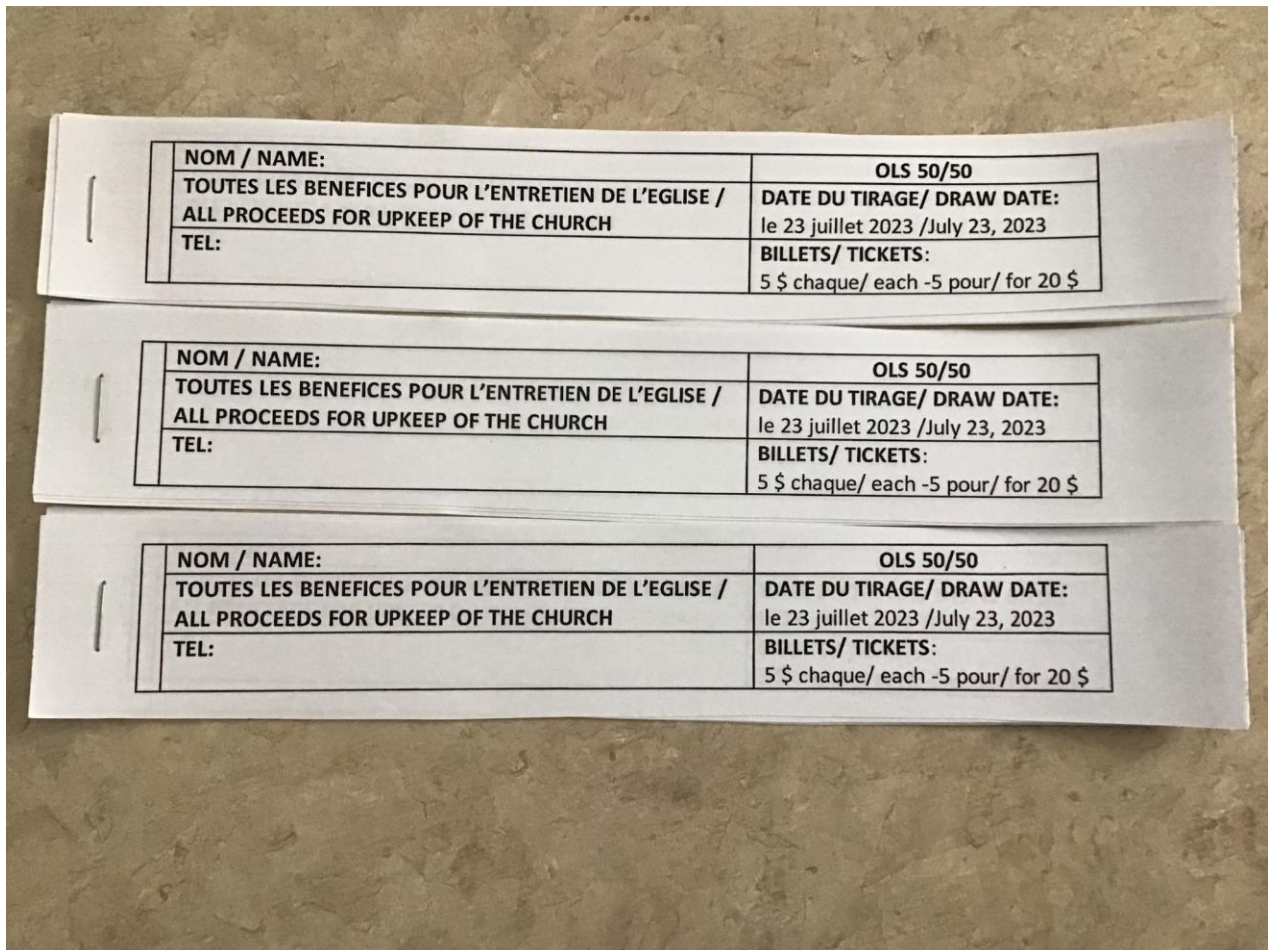 NOM / NAME:
OLS 50/50
TOUTES LES BENEFICES POUR L'ENTRETIEN DE L'EGLISE /
ALL PROCEEDS FOR UPKEEP OF THE CHURCH
DATE DU TIRAGE/ DRAW DATE:
le 23 juillet 2023 /July 23, 2023
TEL:
BILLETS/ TICKETS:
5 $ chaque/ each -5 pour/ for 20 $
NOM / NAME:
OLS 50/50
TOUTES LES BENEFICES POUR L'ENTRETIEN DE L'EGLISE /
ALL PROCEEDS FOR UPKEEP OF THE CHURCH
DATE DU TIRAGE/ DRAW DATE:
le 23 juillet 2023 /July 23, 2023
TEL:
BILLETS/ TICKETS:
5 $ chaque/ each -5 pour/ for 20 $
NOM / NAME:
OLS 50/50
TOUTES LES BENEFICES POUR L'ENTRETIEN DE L'EGLISE /
ALL PROCEEDS FOR UPKEEP OF THE CHURCH
DATE DU TIRAGE/ DRAW DATE:
le 23 juillet 2023 /July 23, 2023
TEL:
BILLETS/ TICKETS:
5 $ chaque/ each -5 pour/ for 20 $